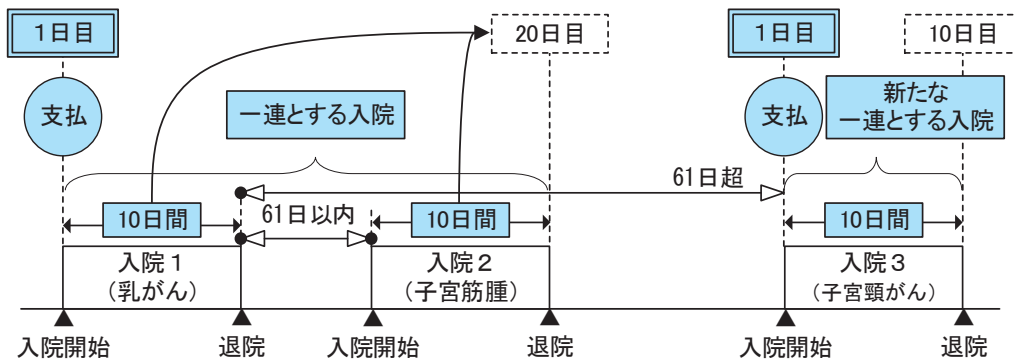 1日目
20日目
1日目
10日目
支払
一連とする入院
支払
新たな
一連とする入院
61日超
10日間
61日以内
10日間
10日間
入院1
（乳がん）
入院2
（子宮筋腫）
入院3
（子宮頸がん）
入院開始
退院
入院開始
退院
入院開始
退院